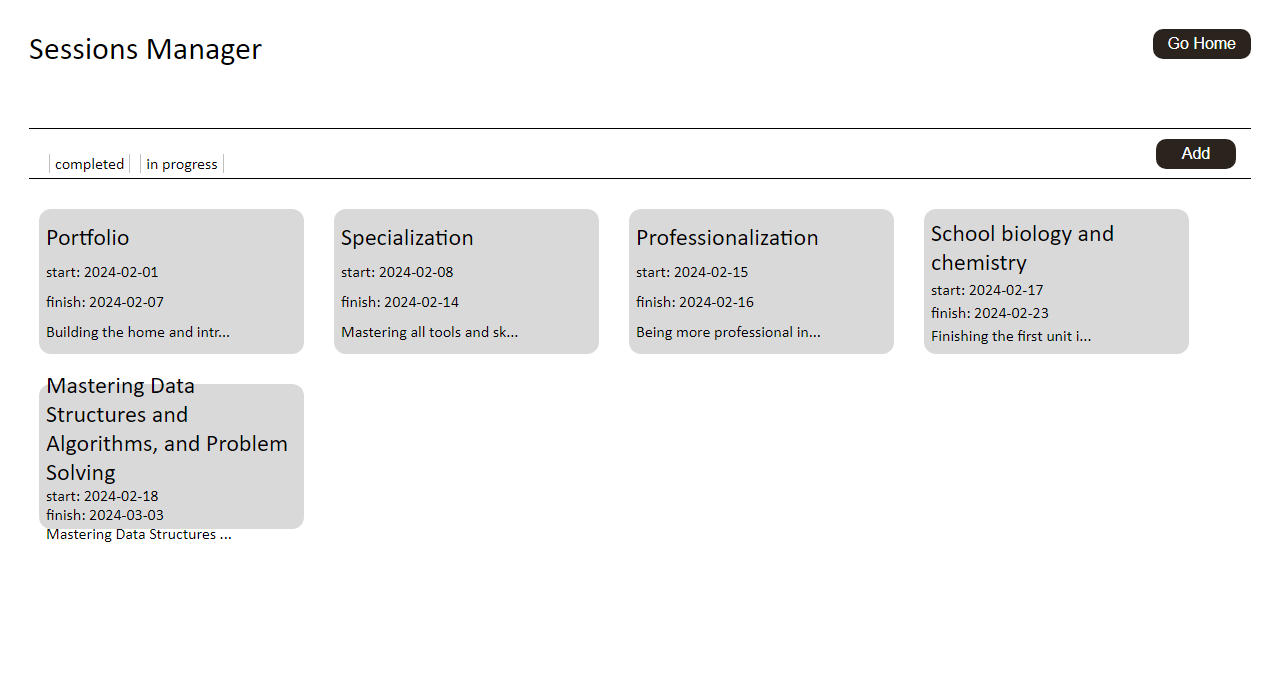 Sessions Manager
Go Home
completed
in progress
Add
Portfolio
start: 2024-02-01
finish: 2024-02-07
Building the home and intr...
Specialization
start: 2024-02-08
finish: 2024-02-14
Mastering all tools and sk...
Professionalization
start: 2024-02-15
finish: 2024-02-16
Being more professional in...
School biology and
chemistry
start: 2024-02-17
finish: 2024-02-23
Finishing the first unit i...
Mastering Data
Structures and
Algorithms, and Problem
Solving
start: 2024-02-18
finish: 2024-03-03
Mastering Data Structures ...